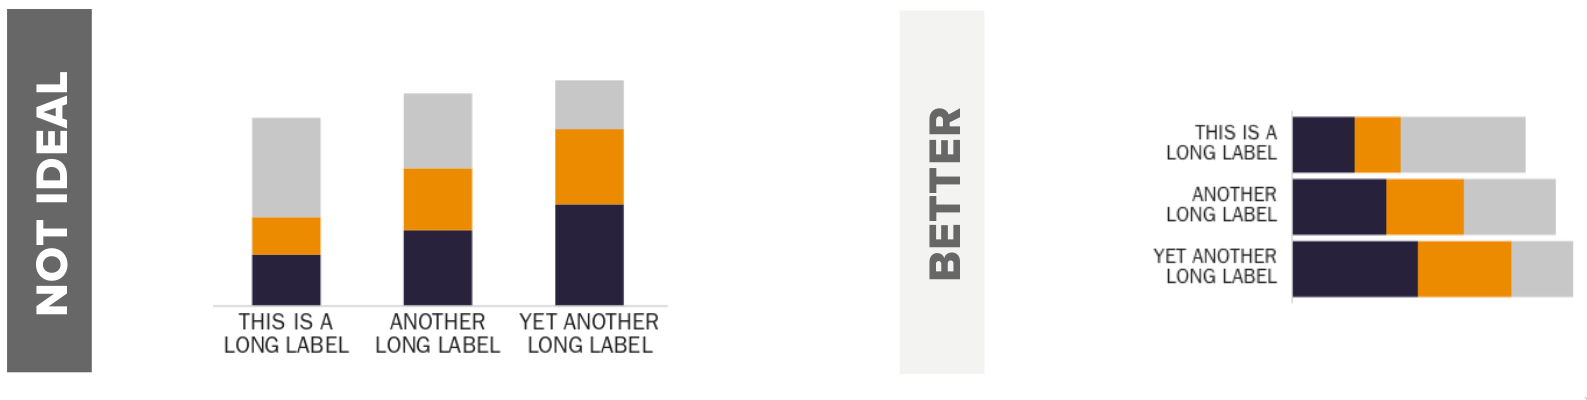 NOT IDEAL
THIS IS A
LONG LABEL
ANOTHER
LONG LABEL
YET ANOTHER
LONG LABEL
BETTER
THIS IS A
LONG LABEL
ANOTHER
LONG LABEL
YET ANOTHER
LONG LABEL